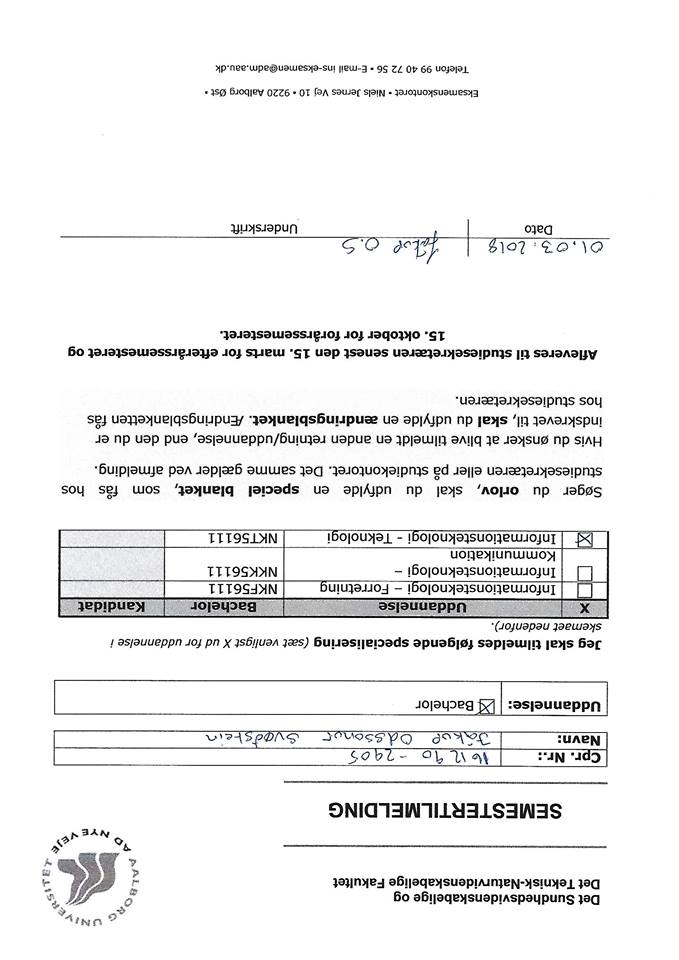 Det Sundhedsvidenskabelige og
Det Teknisk-Naturvidenskabelige Fakultet
AALBORG UNIVERSITET
AD NYE VEJE
SEMESTERTILMELDING
Cpr. Nr.: 161290-2905
Navn: Jákup Odssonur Svødstein
Uddannelse: ☒ Bachelor
Jeg skal tilmeldes følgende specialisering (sæt venligst X ud for uddannelse i
skemaet nedenfor).
X Uddannelse Bachelor Kandidat
☐ Informationsteknologi – Forretning NKF56111
☐ Informationsteknologi – NKK56111
Kommunikation
☒ Informationsteknologi - Teknologi NKT56111
Søger du orlov, skal du udfylde en speciel blanket, som fås hos
studiesekretæren eller på studiekontoret. Det samme gælder ved afmelding.
Hvis du ønsker at blive tilmeldt en anden retning/uddannelse, end den du er
indskrevet til, skal du udfylde en ændringsblanket. Ændringsblanketten fås
hos studiesekretæren.
Afleveres til studiesekretæren senest den 15. marts for efterårssemesteret og
15. oktober for forårssemesteret.
01.03.2018 Jákup O.S
Dato Underskrift
Eksamenskontoret • Niels Jernes Vej 10 • 9220 Aalborg Øst •
Telefon 99 40 72 56 • E-mail ins-eksamen@adm.aau.dk